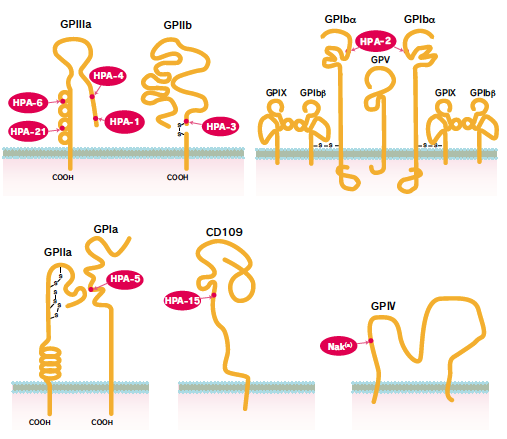 GPIIIa
GPIIb
HPA-4
HPA-6
HPA-1
HPA-21
HPA-3
S
S
COOH
COOH
GPIbα
GPIbα
HPA-2
GPV
GPIX
GPIbβ
GPIX
GPIbβ
S
S
S
S
GPIa
GPIIa
HPA-5
S
S
S
S
S
S
COOH
COOH
CD109
HPA-15
GPIV
Nak(a)